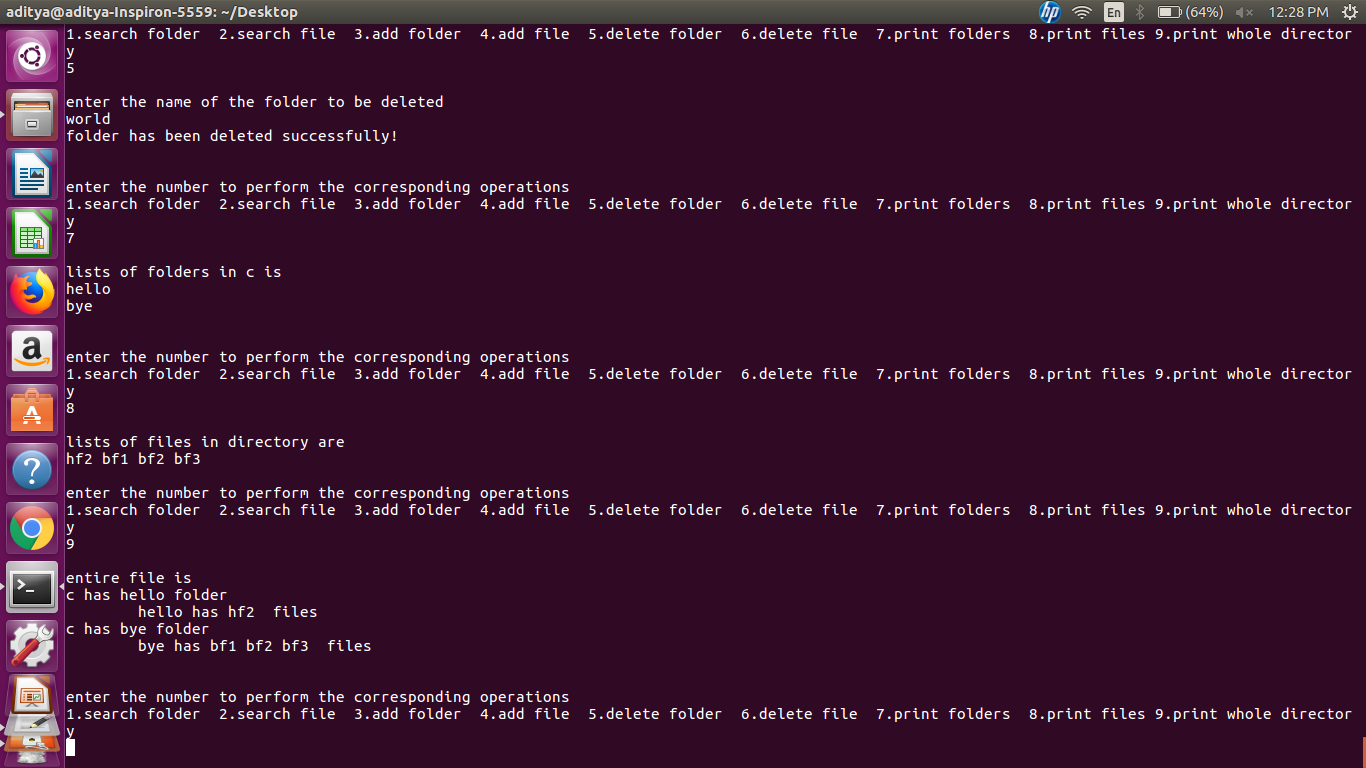 aditya@aditya-Inspiron-5559: ~/Desktop hp En (64%) 12:28 PM
1.search folder  2.search file  3.add folder  4.add file  5.delete folder  6.delete file  7.print folders  8.print files 9.print whole director
y
5
enter the name of the folder to be deleted
world
folder has been deleted successfully!
enter the number to perform the corresponding operations
1.search folder  2.search file  3.add folder  4.add file  5.delete folder  6.delete file  7.print folders  8.print files 9.print whole director
y
7
lists of folders in c is
hello
bye
enter the number to perform the corresponding operations
1.search folder  2.search file  3.add folder  4.add file  5.delete folder  6.delete file  7.print folders  8.print files 9.print whole director
y
8
lists of files in directory are
hf2 bf1 bf2 bf3
enter the number to perform the corresponding operations
1.search folder  2.search file  3.add folder  4.add file  5.delete folder  6.delete file  7.print folders  8.print files 9.print whole director
y
9
entire file is
c has hello folder
        hello has hf2  files
c has bye folder
        bye has bf1 bf2 bf3  files
enter the number to perform the corresponding operations
1.search folder  2.search file  3.add folder  4.add file  5.delete folder  6.delete file  7.print folders  8.print files 9.print whole director
y